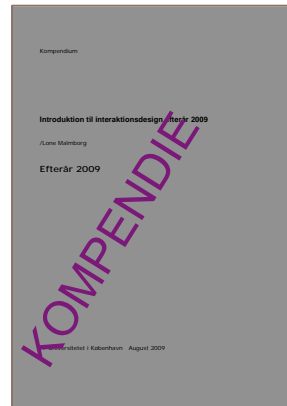 Kompendium
Introduktion til interaktionsdesign efterår 2009
/Lone Malmborg
Efterår 2009
KOMPENDIE
Universitetet i København August 2009